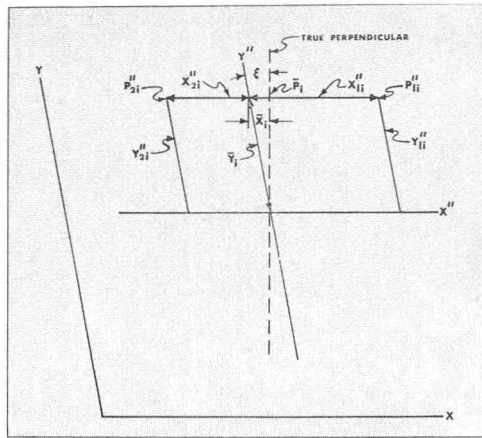 TRUE PERPENDICULAR
Y''
Y
ξ
P''2i
X''2i
P̄i
X''1i
P''1i
X̄i
Y''2i
Ȳi
Y''1i
X''
X